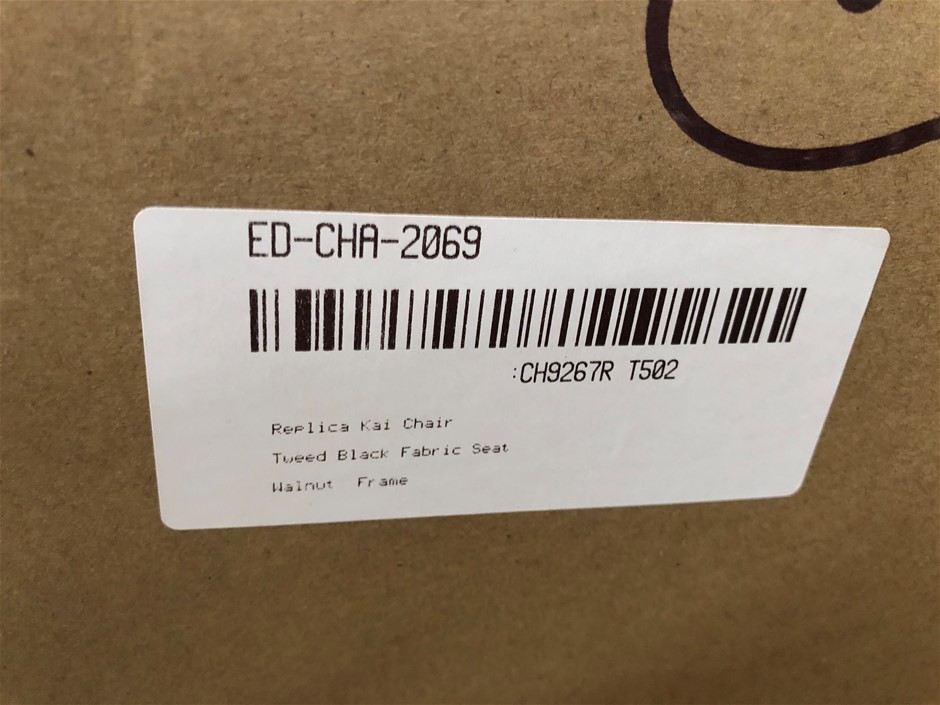 ED-CHA-2069
:CH9267R T502
Replica Kai Chair
Tweed Black Fabric Seat
Walnut Frame